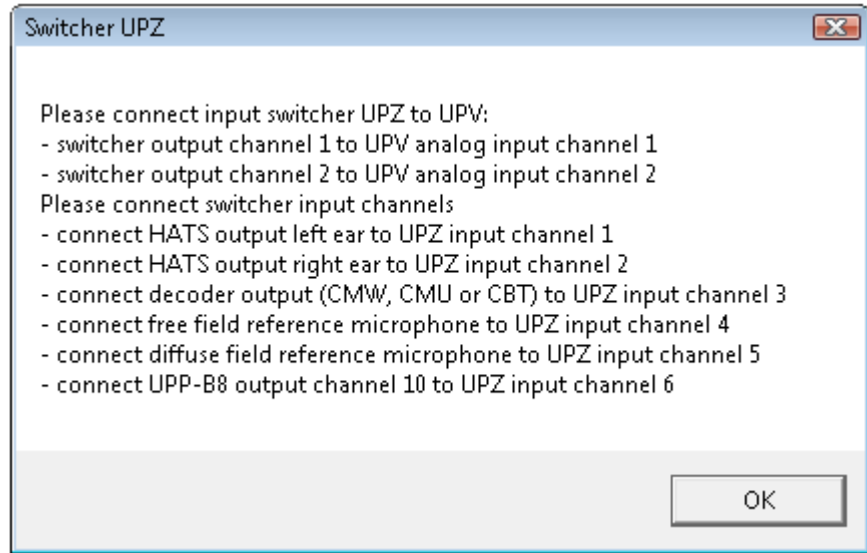 Switcher UPZ
Please connect input switcher UPZ to UPV:
- switcher output channel 1 to UPV analog input channel 1
- switcher output channel 2 to UPV analog input channel 2
Please connect switcher input channels
- connect HATS output left ear to UPZ input channel 1
- connect HATS output right ear to UPZ input channel 2
- connect decoder output (CMW, CMU or CBT) to UPZ input channel 3
- connect free field reference microphone to UPZ input channel 4
- connect diffuse field reference microphone to UPZ input channel 5
- connect UPP-B8 output channel 10 to UPZ input channel 6
OK